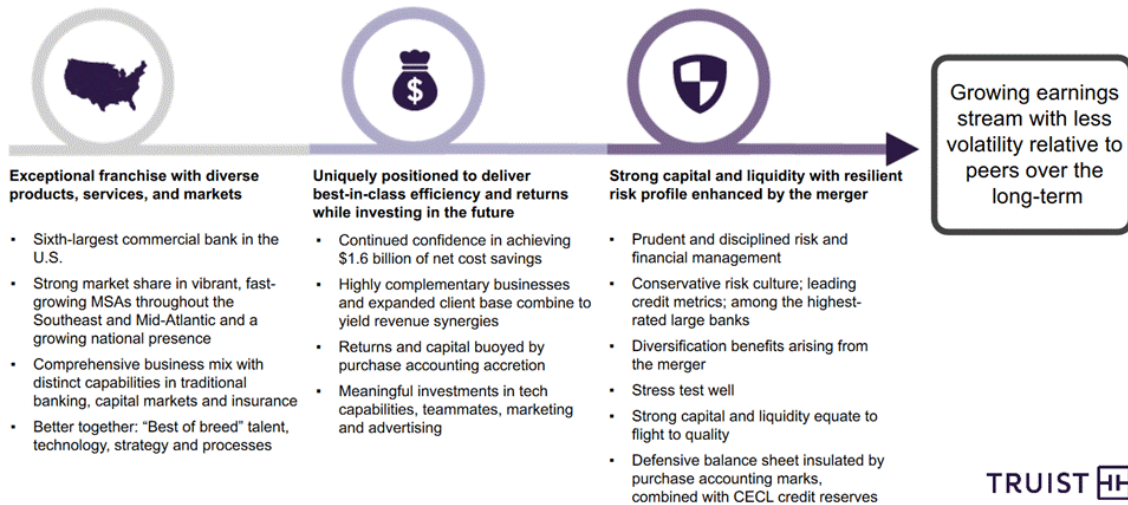 $
Growing earnings
stream with less
volatility relative to
peers over the
long-term
Exceptional franchise with diverse
products, services, and markets
▪ Sixth-largest commercial bank in the
U.S.
▪ Strong market share in vibrant, fast-
growing MSAs throughout the
Southeast and Mid-Atlantic and a
growing national presence
▪ Comprehensive business mix with
distinct capabilities in traditional
banking, capital markets and insurance
▪ Better together: “Best of breed” talent,
technology, strategy and processes
Uniquely positioned to deliver
best-in-class efficiency and returns
while investing in the future
▪ Continued confidence in achieving
$1.6 billion of net cost savings
▪ Highly complementary businesses
and expanded client base combine to
yield revenue synergies
▪ Returns and capital buoyed by
purchase accounting accretion
▪ Meaningful investments in tech
capabilities, teammates, marketing
and advertising
Strong capital and liquidity with resilient
risk profile enhanced by the merger
▪ Prudent and disciplined risk and
financial management
▪ Conservative risk culture; leading
credit metrics; among the highest-
rated large banks
▪ Diversification benefits arising from
the merger
▪ Stress test well
▪ Strong capital and liquidity equate to
flight to quality
▪ Defensive balance sheet insulated by
purchase accounting marks,
combined with CECL credit reserves
TRUIST